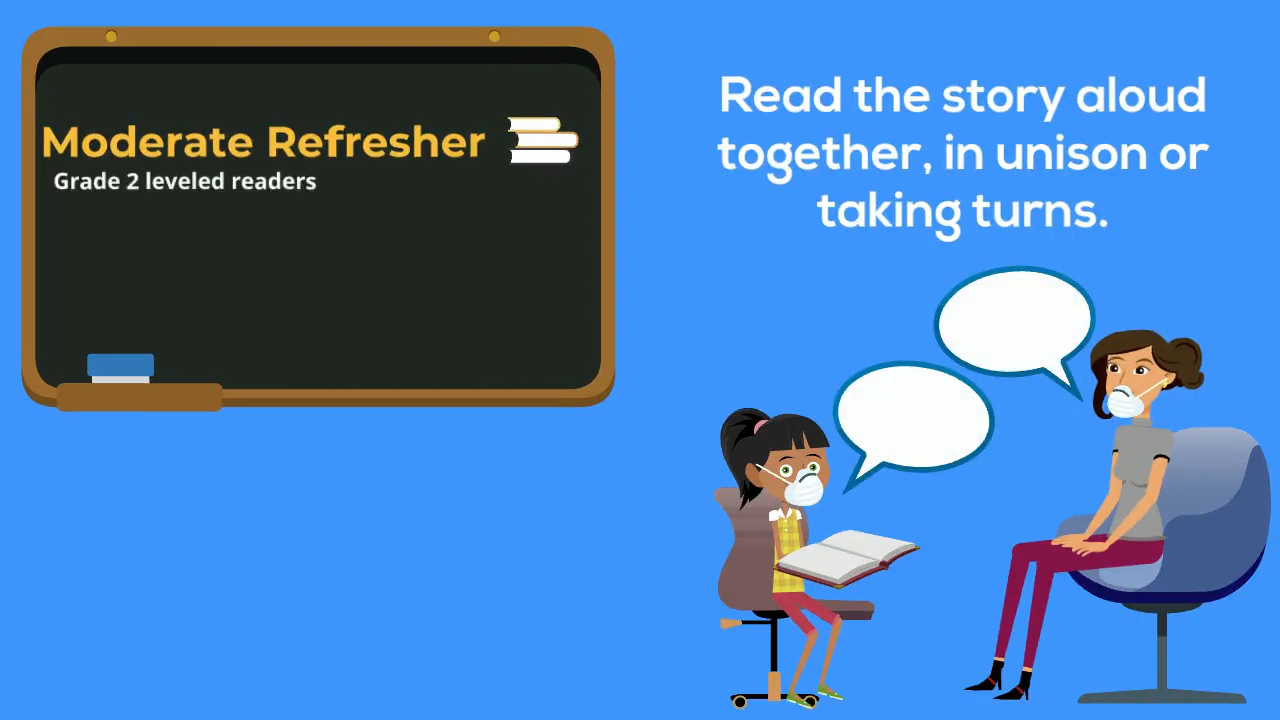 Moderate Refresher
Grade 2 leveled readers
Read the story aloud
together, in unison or
taking turns.